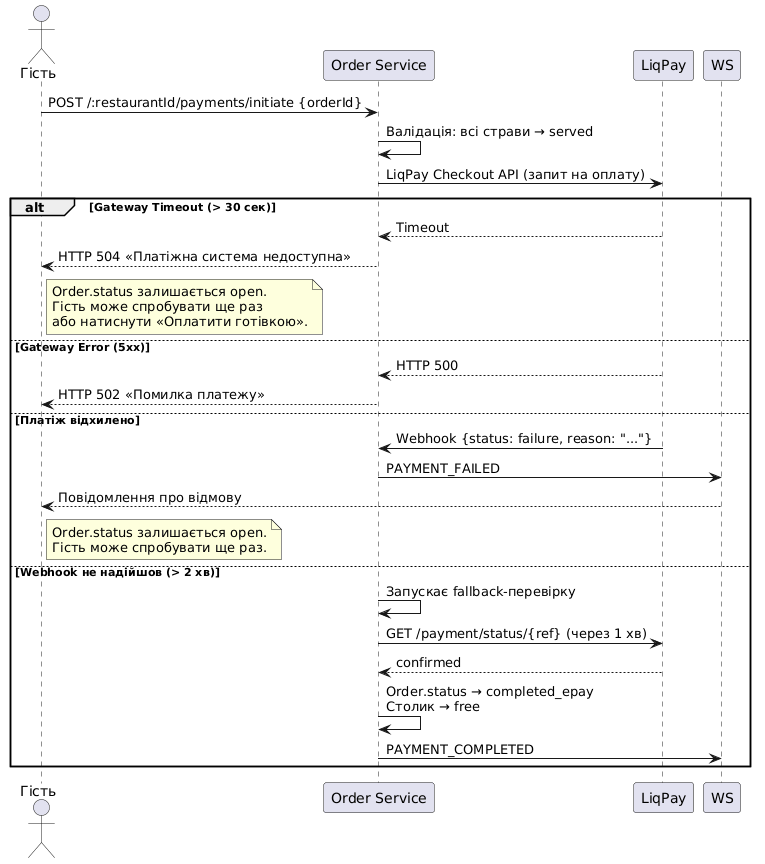 Гість
Order Service
LiqPay
WS
POST /:restaurantId/payments/initiate {orderId}
Валідація: всі страви → served
LiqPay Checkout API (запит на оплату)
alt
[Gateway Timeout (> 30 сек)]
Timeout
HTTP 504 «Платіжна система недоступна»
Order.status залишається open.
Гість може спробувати ще раз
або натиснути «Оплатити готівкою».
[Gateway Error (5xx)]
HTTP 500
HTTP 502 «Помилка платежу»
[Платіж відхилено]
Webhook {status: failure, reason: "..."}
PAYMENT_FAILED
Повідомлення про відмову
Order.status залишається open.
Гість може спробувати ще раз.
[Webhook не надійшов (> 2 хв)]
Запускає fallback-перевірку
GET /payment/status/{ref} (через 1 хв)
confirmed
Order.status → completed_epay
Столик → free
PAYMENT_COMPLETED
Гість
Order Service
LiqPay
WS